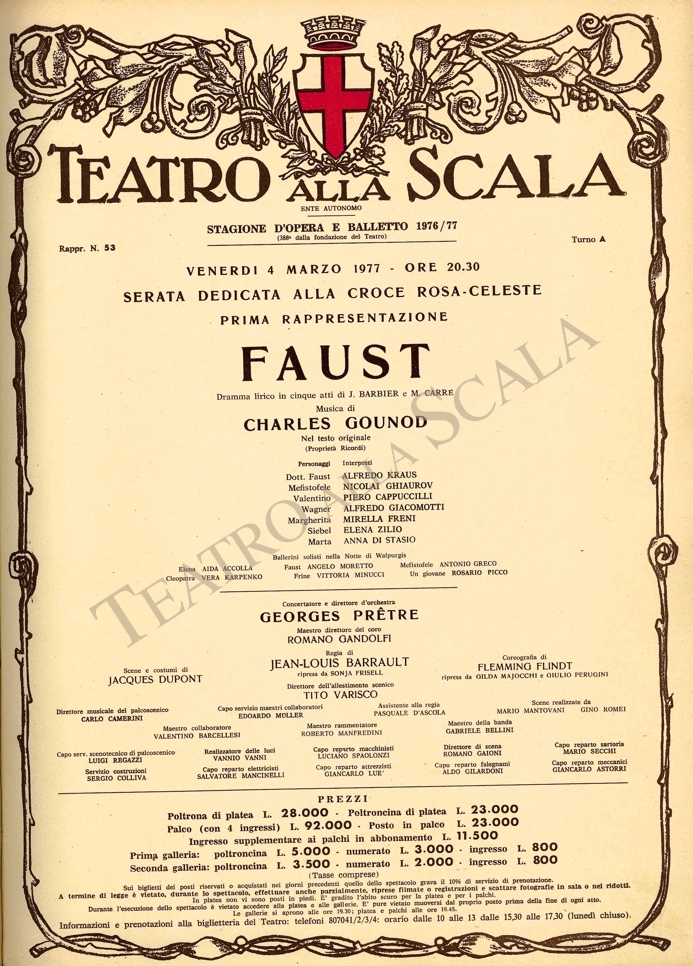 TEATRO ALLA SCALA
ENTE AUTONOMO
STAGIONE D'OPERA E BALLETTO 1976/77
(388ª dalla fondazione del Teatro)
Rappr. N. 53
Turno A
VENERDI 4 MARZO 1977 - ORE 20.30
SERATA DEDICATA ALLA CROCE ROSA-CELESTE
PRIMA RAPPRESENTAZIONE
FAUST
Dramma lirico in cinque atti di J. BARBIER e M. CARRÉ
Musica di
CHARLES GOUNOD
Nel testo originale
(Proprietà Ricordi)
Personaggi Interpreti
Dott. Faust ALFREDO KRAUS
Mefistofele NICOLAI GHIAUROV
Valentino PIERO CAPPUCCILLI
Wagner ALFREDO GIACOMOTTI
Margherita MIRELLA FRENI
Siebel ELENA ZILIO
Marta ANNA DI STASIO
Ballerini solisti nella Notte di Walpurgis
Elena AIDA ACCOLLA Faust ANGELO MORETTO Mefistofele ANTONIO GRECO
Cleopatra VERA KARPENKO Frine VITTORIA MINUCCI Un giovane ROSARIO PICCO
Concertatore e direttore d'orchestra
GEORGES PRÊTRE
Maestro direttore del coro
ROMANO GANDOLFI
Scene e costumi di
JACQUES DUPONT
Regia di
JEAN-LOUIS BARRAULT
ripresa da SONJA FRISELL
Coreografia di
FLEMMING FLINDT
ripresa da GILDA MAJOCCHI e GIULIO PERUGINI
Direttore dell'allestimento scenico
TITO VARISCO
Direttore musicale del palcoscenico
CARLO CAMERINI
Capo servizio maestri collaboratori
EDOARDO MÜLLER
Assistente alla regia
PASQUALE D'ASCOLA
Scene realizzate da
MARIO MANTOVANI GINO ROMEI
Maestro collaboratore
VALENTINO BARCELLESI
Maestro rammentatore
ROBERTO MANFREDINI
Maestro della banda
GABRIELE BELLINI
Capo serv. scenotecnico di palcoscenico
LUIGI REGAZZI
Realizzatore delle luci
VANNIO VANNI
Capo reparto macchinisti
LUCIANO SPAOLONZI
Direttore di scena
ROMANO GAIONI
Capo reparto sartoria
MARIO SECCHI
Servizio costruzioni
SERGIO COLLIVA
Capo reparto elettricisti
SALVATORE MANCINELLI
Capo reparto attrezzisti
GIANCARLO LUE'
Capo reparto falegnami
ALDO GILARDONI
Capo reparto meccanici
GIANCARLO ASTORRI
PREZZI
Poltrona di platea L. 28.000 - Poltroncina di platea L. 23.000
Palco (con 4 ingressi) L. 92.000 - Posto in palco L. 23.000
Ingresso supplementare ai palchi in abbonamento L. 11.500
Prima galleria: poltroncina L. 5.000 - numerato L. 3.000 - ingresso L. 800
Seconda galleria: poltroncina L. 3.500 - numerato L. 2.000 - ingresso L. 800
(Tasse comprese)
Sui biglietti dei posti riservati o acquistati nei giorni precedenti quello dello spettacolo grava il 10% di servizio di prenotazione.
A termine di legge è vietato, durante lo spettacolo, effettuare anche parzialmente, riprese filmate o registrazioni e scattare fotografie in sala o nei ridotti.
In platea non vi sono posti in piedi. E' gradito l'abito scuro per la platea e per i palchi.
Durante l'esecuzione dello spettacolo è vietato accedere alla platea e alle gallerie. E' pure vietato muoversi dal proprio posto prima della fine di ogni atto.
Le gallerie si aprono alle ore 19.30; platea e palchi alle ore 19.45.
Informazioni e prenotazioni alla biglietteria del Teatro: telefoni 807041/2/3/4: orario dalle 10 alle 13 dalle 15,30 alle 17,30 (lunedì chiuso).
TEATRO ALLA SCALA